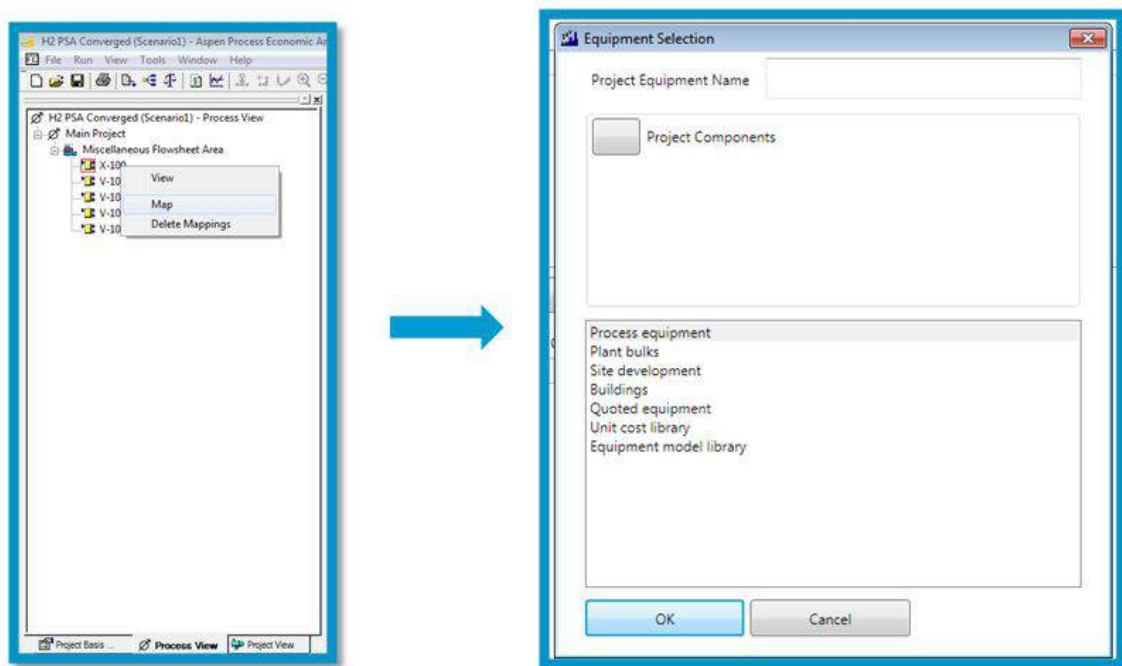 H2 PSA Converged (Scenario1) - Aspen Process Economic
File Run View Tools Window Help
H2 PSA Converged (Scenario1) - Process View
Main Project
Miscellaneous Flowsheet Area
X-100
V-10
V-10
V-10
V-10
View
Map
Delete Mappings
Project Basis ...
Process View
Project View
Equipment Selection
Project Equipment Name
Project Components
Process equipment
Plant bulks
Site development
Buildings
Quoted equipment
Unit cost library
Equipment model library
OK
Cancel